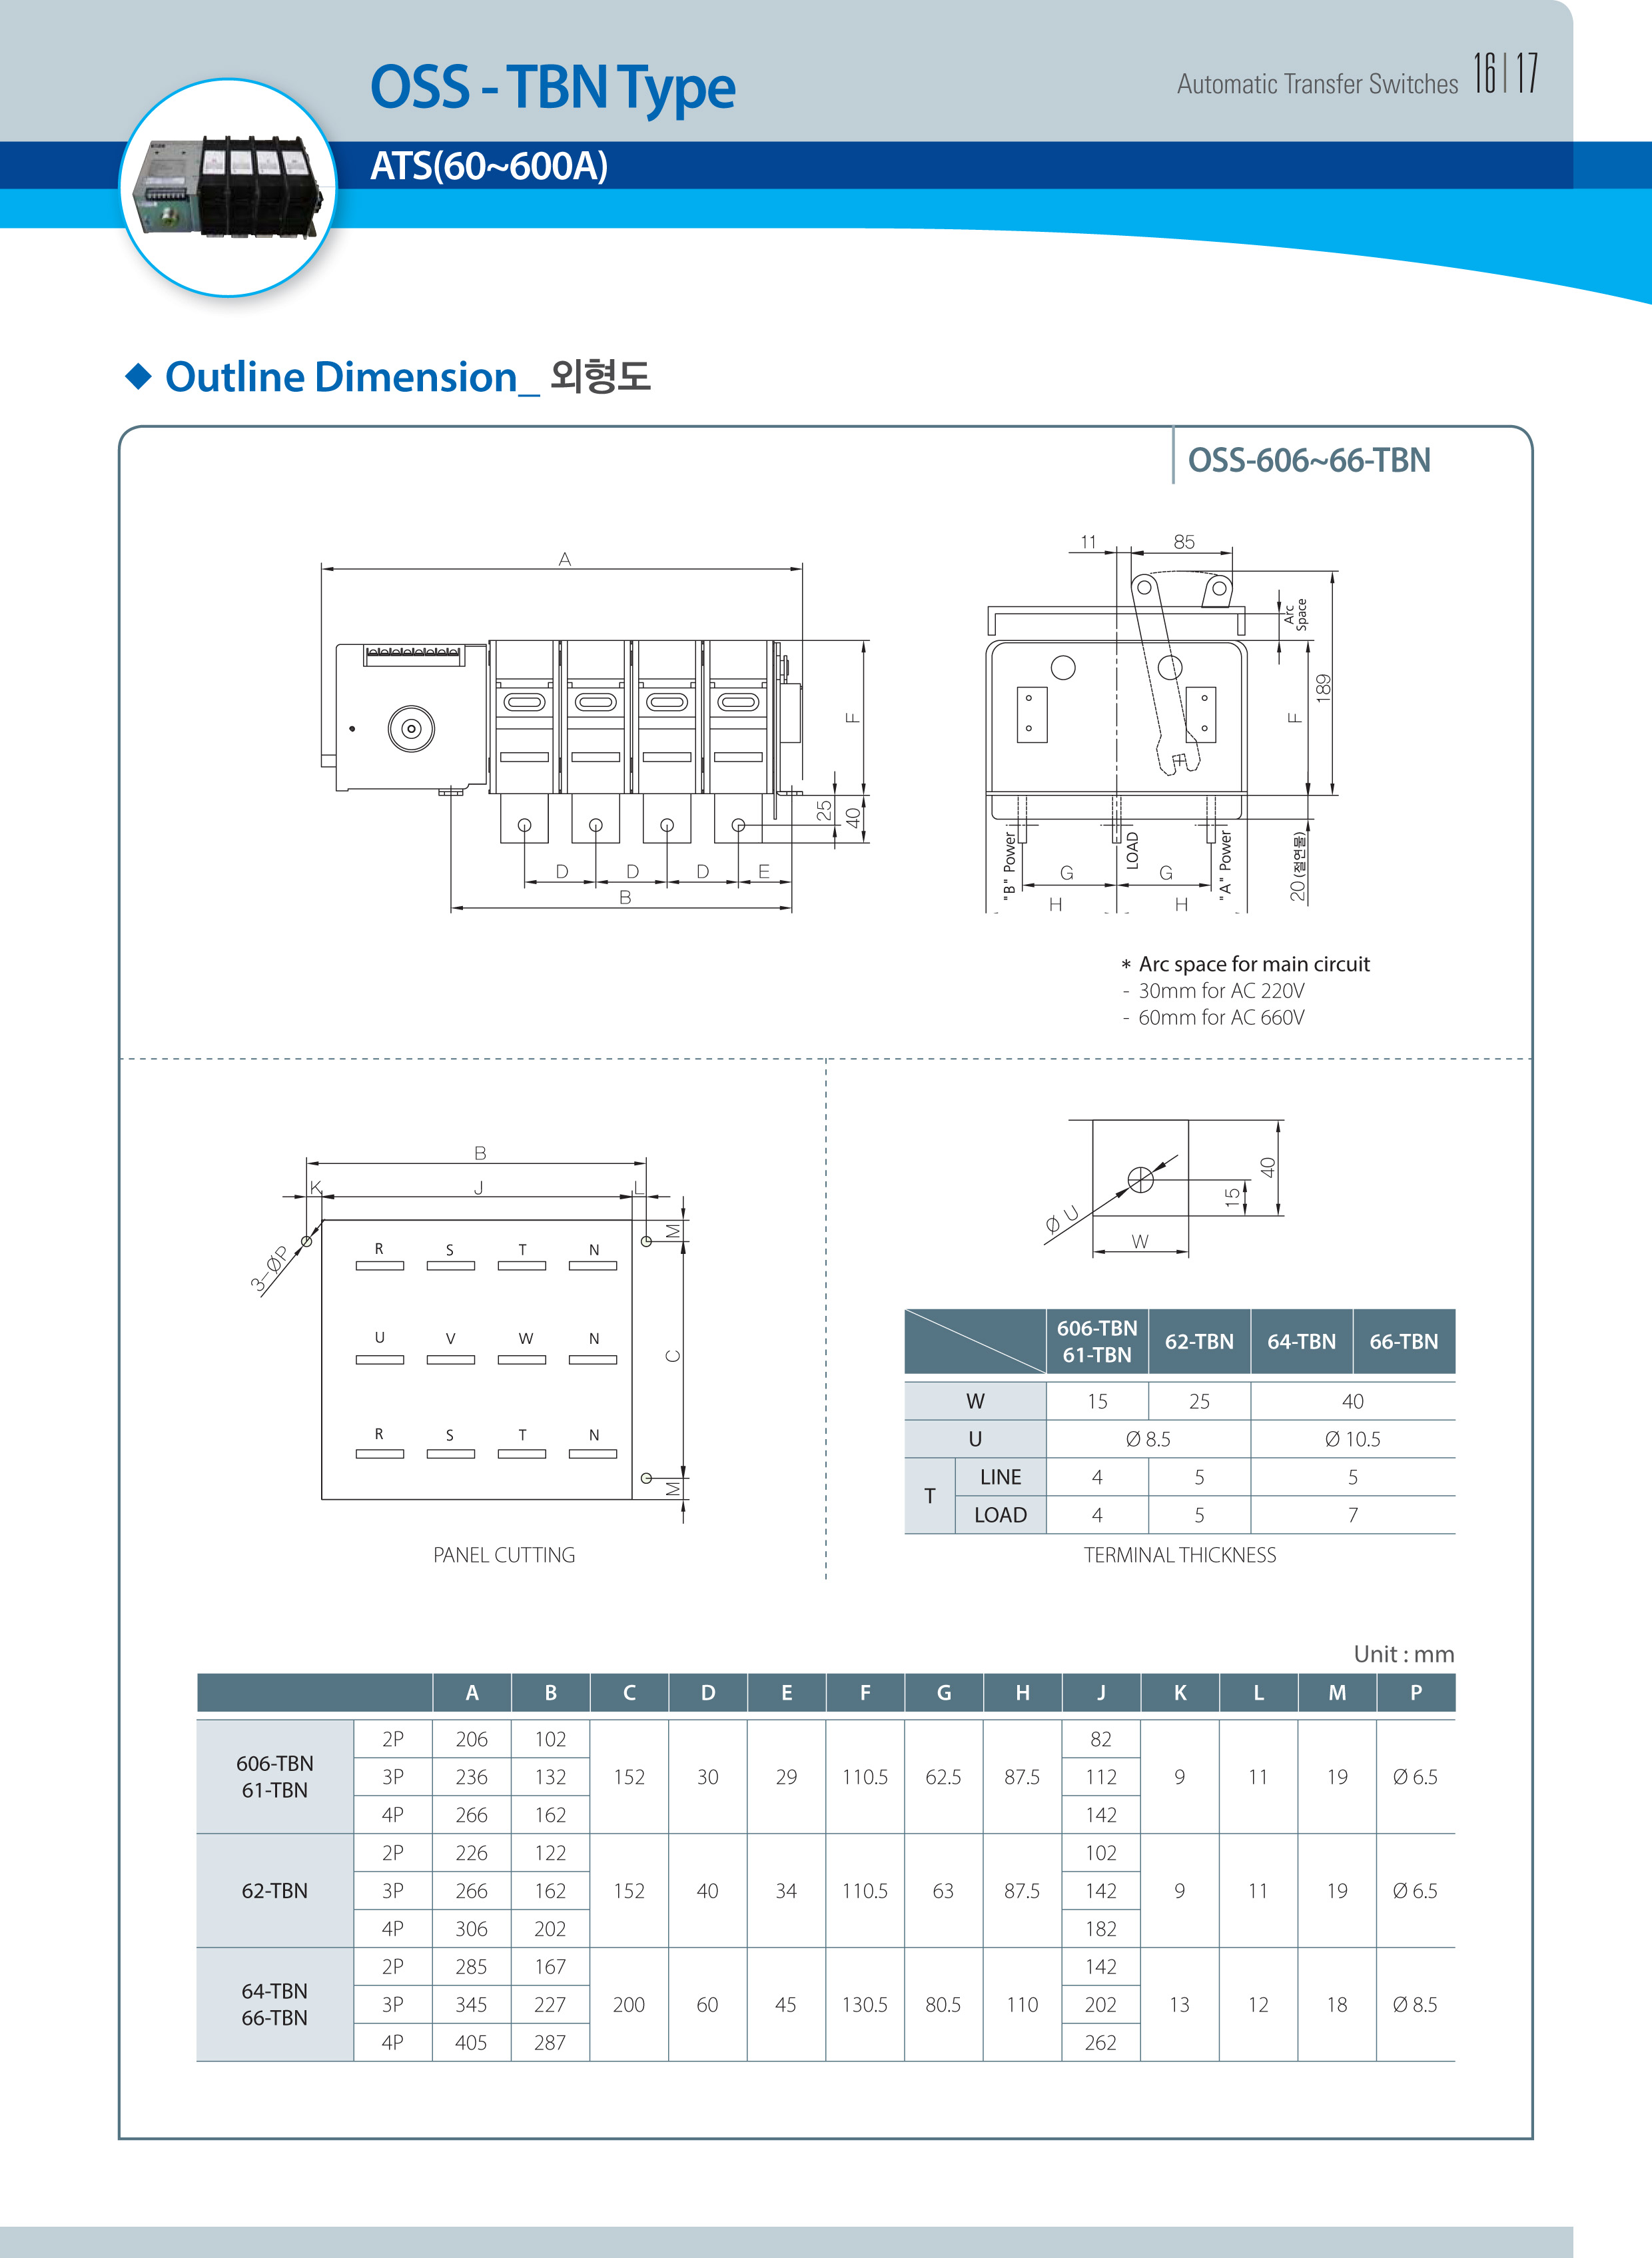 OSS - TBN Type
Automatic Transfer Switches 16 | 17
ATS(60~600A)
◆ Outline Dimension_ 외형도
OSS-606~66-TBN
A
F
25
40
D D D E
B
11 85
Arc
Space
F
189
"B" Power
LOAD
"A" Power
G G
H H
20 (절연물)
* Arc space for main circuit
- 30mm for AC 220V
- 60mm for AC 660V
B
K J L
M
3-ØP
R S T N
U V W N
C
R S T N
M
PANEL CUTTING
40
15
Ø U
W
606-TBN 61-TBN 62-TBN 64-TBN 66-TBN
W 15 25 40
U Ø 8.5 Ø 10.5
T LINE 4 5 5
LOAD 4 5 7
TERMINAL THICKNESS
Unit : mm
A B C D E F G H J K L M P
606-TBN 61-TBN 2P 206 102 152 30 29 110.5 62.5 87.5 82 9 11 19 Ø 6.5
3P 236 132 112
4P 266 162 142
62-TBN 2P 226 122 152 40 34 110.5 63 87.5 102 9 11 19 Ø 6.5
3P 266 162 142
4P 306 202 182
64-TBN 66-TBN 2P 285 167 200 60 45 130.5 80.5 110 142 13 12 18 Ø 8.5
3P 345 227 202
4P 405 287 262